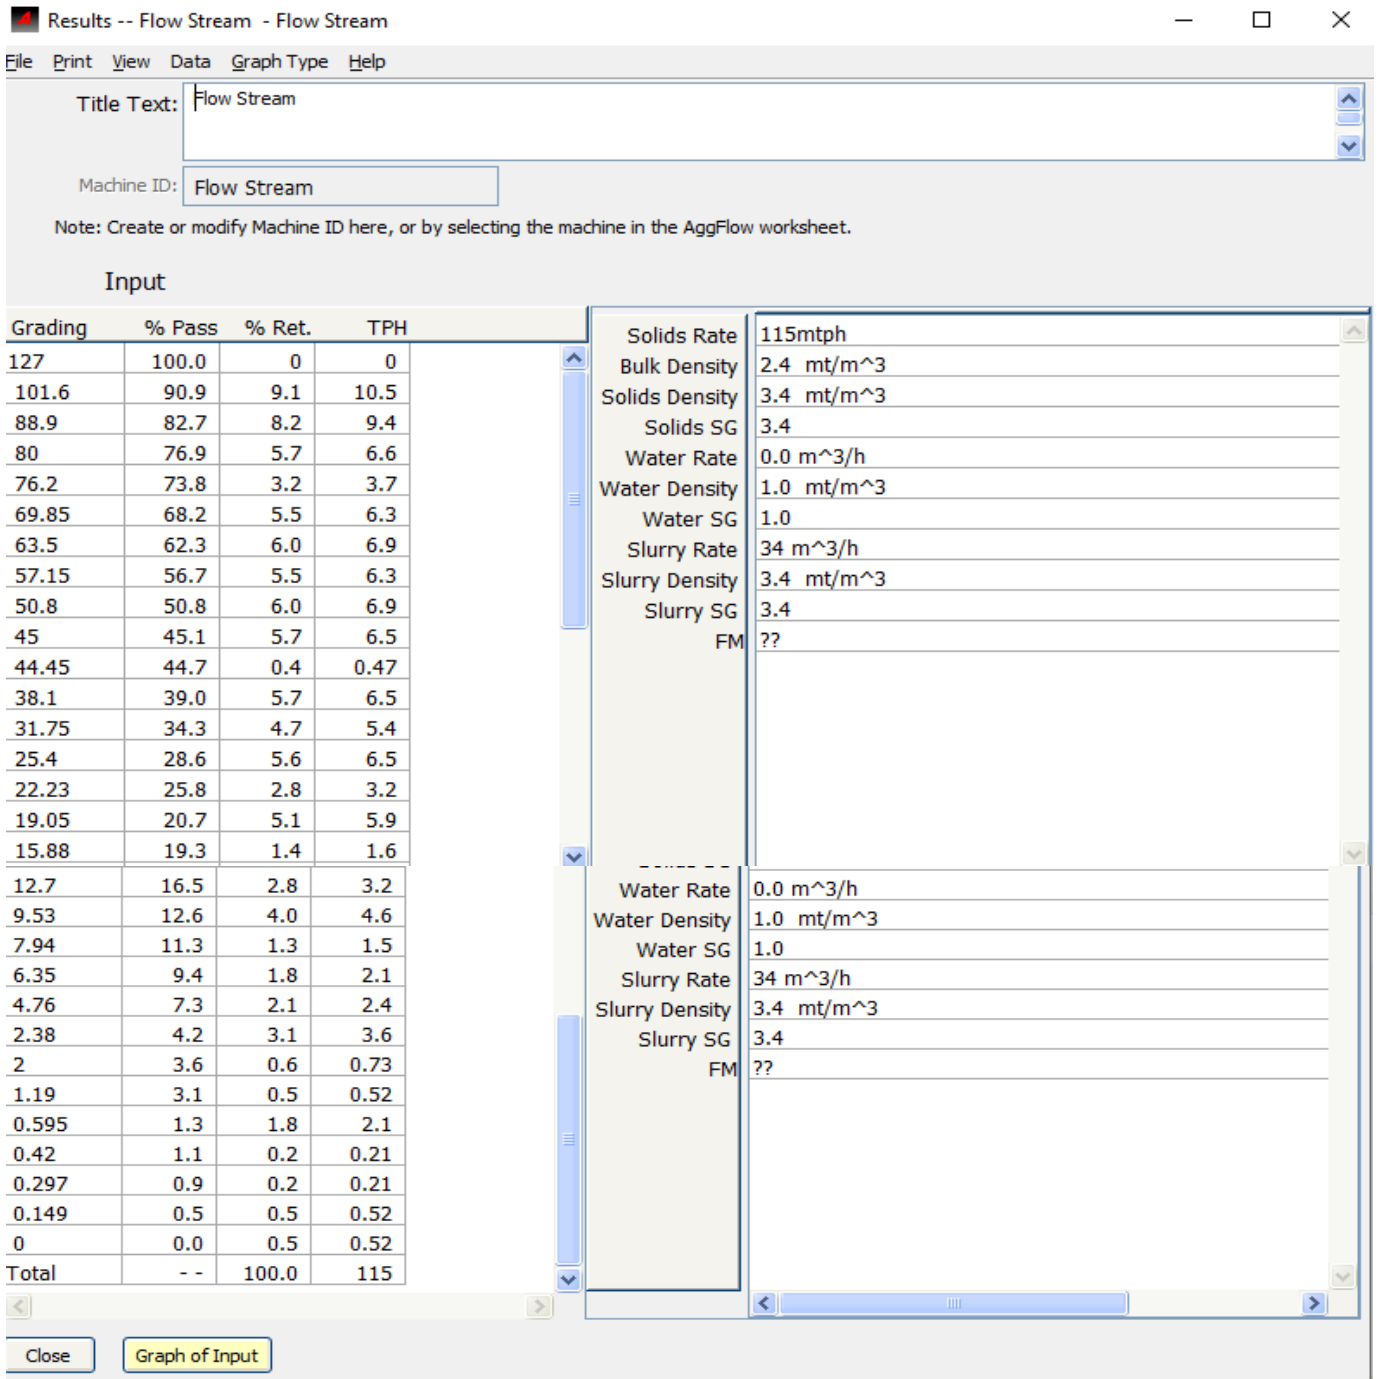 Results -- Flow Stream - Flow Stream
File Print View Data Graph Type Help
Title Text: Flow Stream
Machine ID: Flow Stream
Note: Create or modify Machine ID here, or by selecting the machine in the AggFlow worksheet.
Input
Grading % Pass % Ret. TPH
127 100.0 0 0
101.6 90.9 9.1 10.5
88.9 82.7 8.2 9.4
80 76.9 5.7 6.6
76.2 73.8 3.2 3.7
69.85 68.2 5.5 6.3
63.5 62.3 6.0 6.9
57.15 56.7 5.5 6.3
50.8 50.8 6.0 6.9
45 45.1 5.7 6.5
44.45 44.7 0.4 0.47
38.1 39.0 5.7 6.5
31.75 34.3 4.7 5.4
25.4 28.6 5.6 6.5
22.23 25.8 2.8 3.2
19.05 20.7 5.1 5.9
15.88 19.3 1.4 1.6
12.7 16.5 2.8 3.2
9.53 12.6 4.0 4.6
7.94 11.3 1.3 1.5
6.35 9.4 1.8 2.1
4.76 7.3 2.1 2.4
2.38 4.2 3.1 3.6
2 3.6 0.6 0.73
1.19 3.1 0.5 0.52
0.595 1.3 1.8 2.1
0.42 1.1 0.2 0.21
0.297 0.9 0.2 0.21
0.149 0.5 0.5 0.52
0 0.0 0.5 0.52
Total - - 100.0 115
Solids Rate 115mtph
Bulk Density 2.4 mt/m^3
Solids Density 3.4 mt/m^3
Solids SG 3.4
Water Rate 0.0 m^3/h
Water Density 1.0 mt/m^3
Water SG 1.0
Slurry Rate 34 m^3/h
Slurry Density 3.4 mt/m^3
Slurry SG 3.4
FM ??
Water Rate 0.0 m^3/h
Water Density 1.0 mt/m^3
Water SG 1.0
Slurry Rate 34 m^3/h
Slurry Density 3.4 mt/m^3
Slurry SG 3.4
FM ??
Close Graph of Input